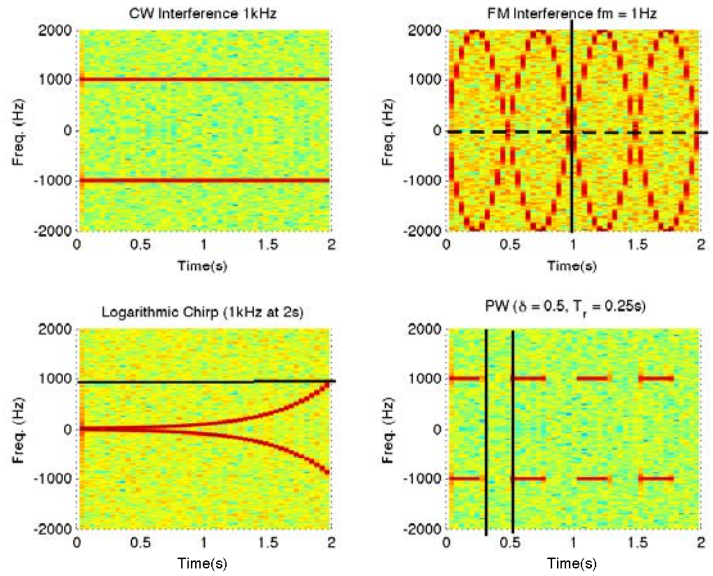 CW Interference 1kHz
2000
1000
0
-1000
-2000
Freq. (Hz)
0 0.5 1 1.5 2
Time(s)
FM Interference fm = 1Hz
2000
1000
0
-1000
-2000
Freq. (Hz)
0 0.5 1 1.5 2
Time(s)
Logarithmic Chirp (1kHz at 2s)
2000
1000
0
-1000
-2000
Freq. (Hz)
0 0.5 1 1.5 2
Time(s)
PW (δ = 0.5, T_r = 0.25s)
2000
1000
0
-1000
-2000
Freq. (Hz)
0 0.5 1 1.5 2
Time(s)